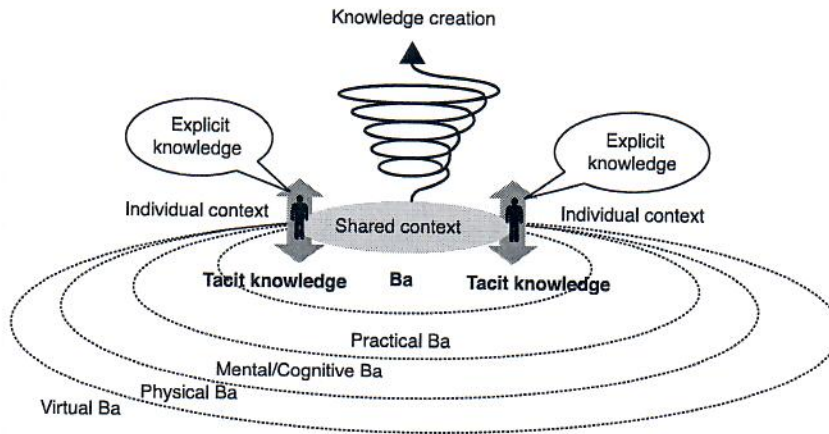 Knowledge creation
Explicit
knowledge
Explicit
knowledge
Individual context
Shared context
Individual context
Tacit knowledge
Ba
Tacit knowledge
Practical Ba
Mental/Cognitive Ba
Physical Ba
Virtual Ba